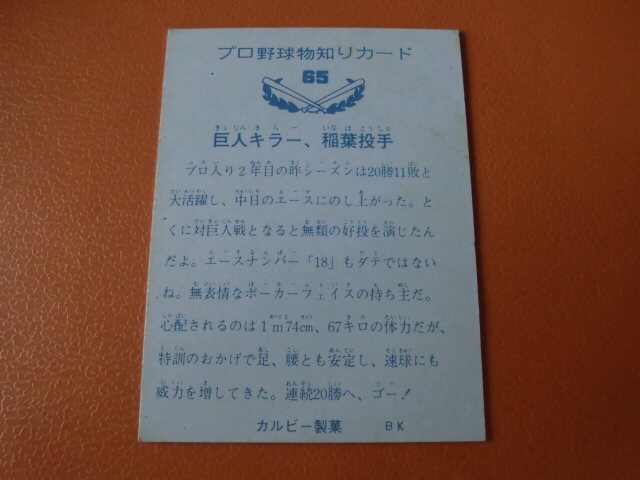 プロ野球物知りカード
65
巨人キラー、稲葉投手
プロ入り2年目の昨シーズンは20勝11敗と
大活躍し、中日のエースにのし上がった。と
くに対巨人戦となると無類の好投を演じたん
だよ。エースナンバー「18」もダテではない
ね。無表情なポーカーフェイスの持ち主だ。
心配されるのは1m74cm、67キロの体力だが、
特訓のおかげで足、腰とも安定し、速球にも
威力を増してきた。連続20勝へ、ゴー!
カルビー製菓 BK